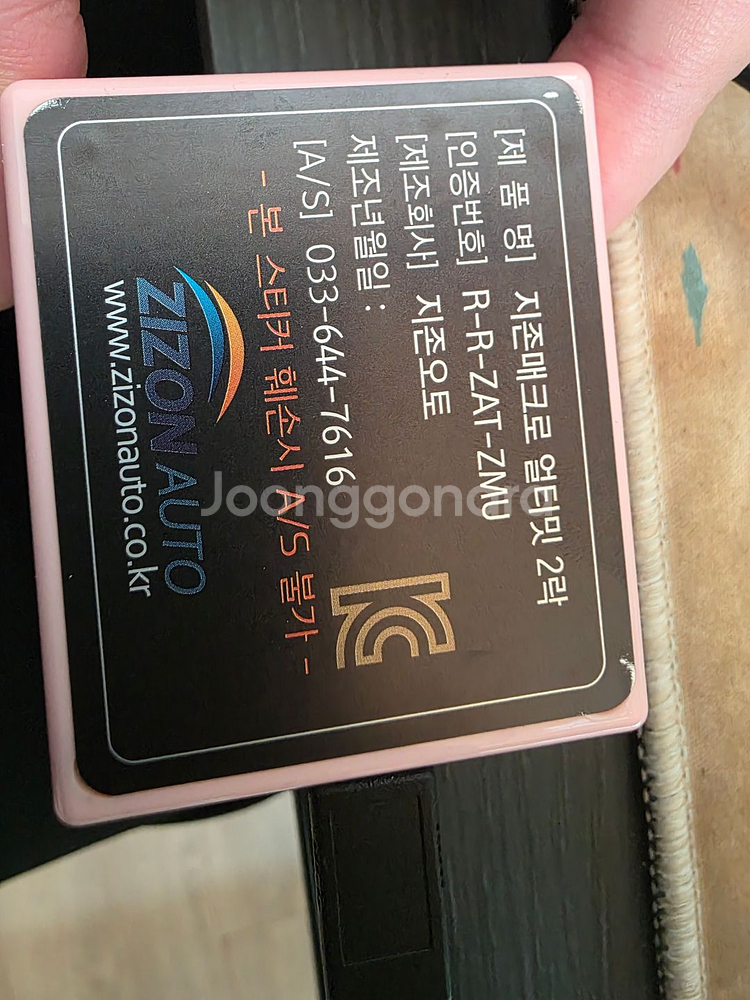 [제 품 명] 지존매크로 얼티밋 2락
[인증번호] R-R-ZAT-ZMU
[제조회사] 지존오토
제조년월일 :
[A/S] 033-644-7616
- 본 스티커 훼손시 A/S 불가 -
ZIZON AUTO
www.zizonauto.co.kr
KC
Joonggonara